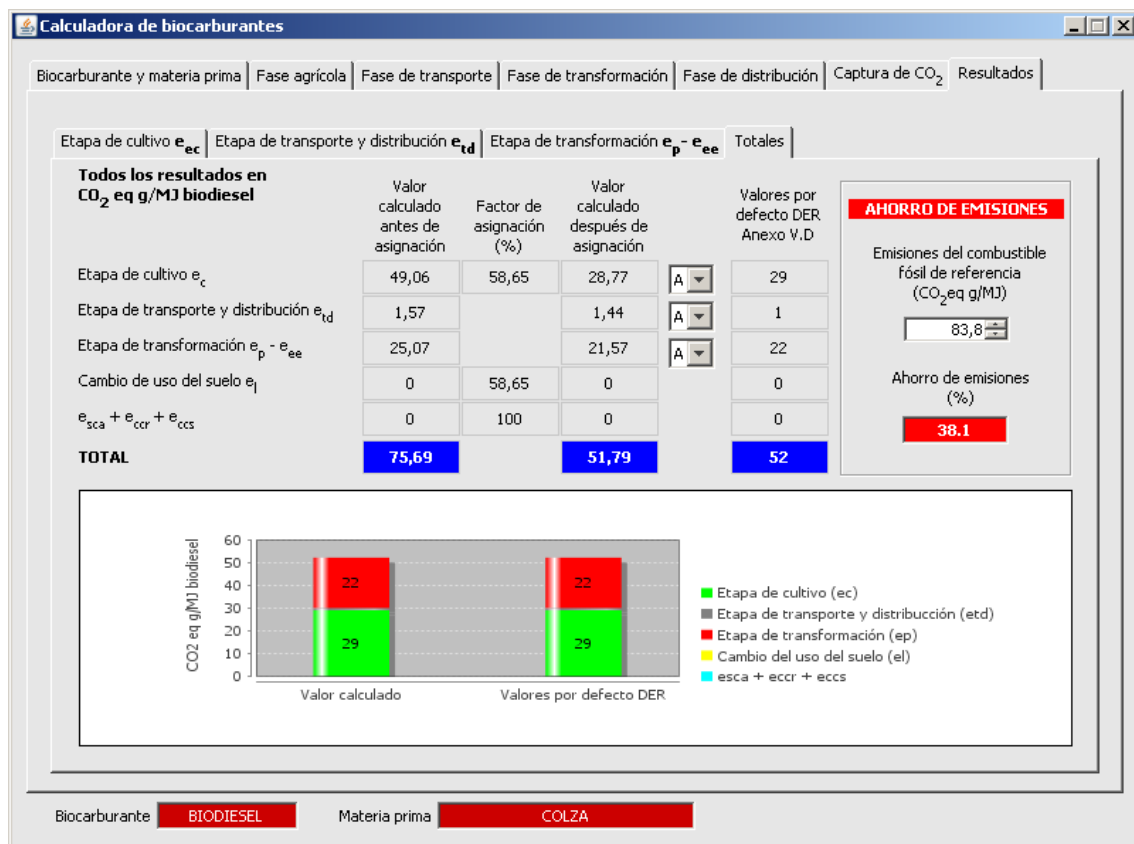 Calculadora de biocarburantes
Biocarburante y materia prima Fase agrícola Fase de transporte Fase de transformación Fase de distribución Captura de CO2 Resultados
Etapa de cultivo eec Etapa de transporte y distribución etd Etapa de transformación ep- eee Totales
Todos los resultados en
CO2 eq g/MJ biodiesel
Valor
calculado
antes de
asignación
Factor de
asignación
(%)
Valor
calculado
después de
asignación
Valores por
defecto DER
Anexo V.D
Etapa de cultivo ec 49,06 58,65 28,77 A 29
Etapa de transporte y distribución etd 1,57 1,44 A 1
Etapa de transformación ep - eee 25,07 21,57 A 22
Cambio de uso del suelo el 0 58,65 0 0
esca + eccr + eccs 0 100 0 0
TOTAL 75,69 51,79 52
AHORRO DE EMISIONES
Emisiones del combustible
fósil de referencia
(CO2eq g/MJ)
83,8
Ahorro de emisiones
(%)
38.1
CO2 eq g/MJ biodiesel
60
50
40
30
20
10
0
22
29
22
29
Valor calculado Valores por defecto DER
Etapa de cultivo (ec)
Etapa de transporte y distribucción (etd)
Etapa de transformación (ep)
Cambio del uso del suelo (el)
esca + eccr + eccs
Biocarburante BIODIESEL Materia prima COLZA